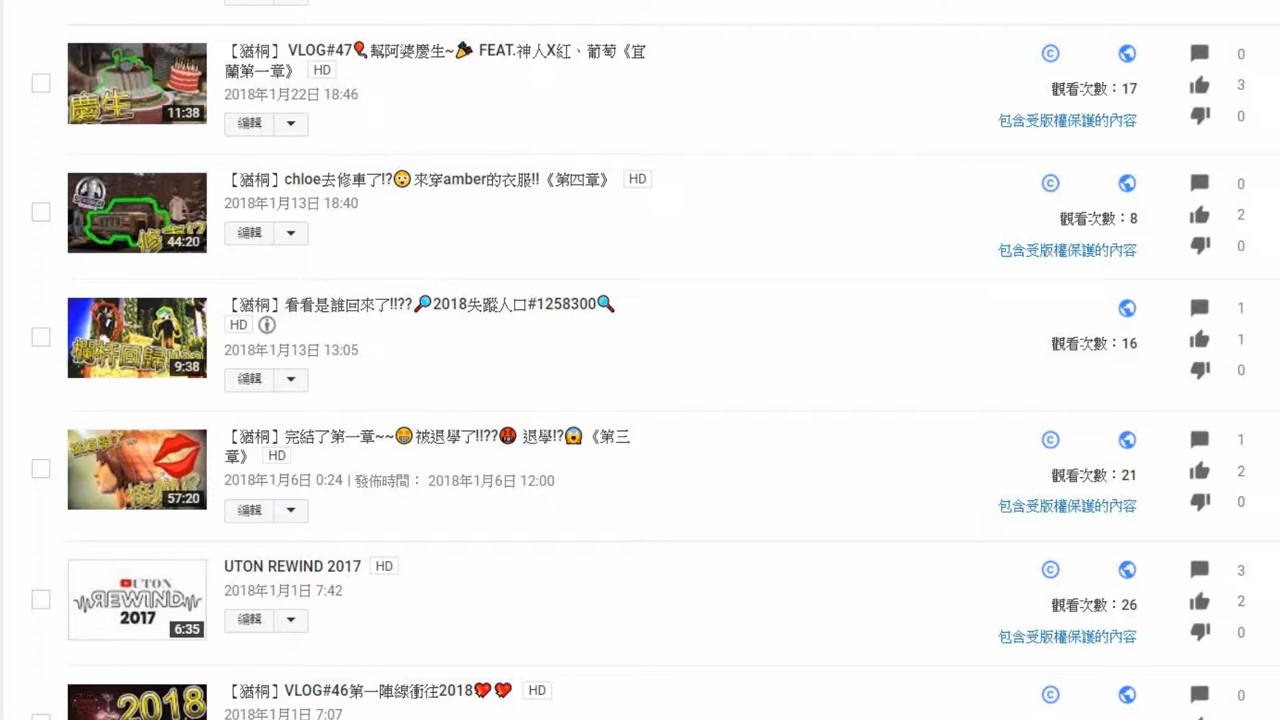 【猶桐】 VLOG#47🎈幫阿婆慶生~🎉 FEAT.神人X紅、葡萄《宜
蘭第一章》 HD
慶生
11:38
2018年1月22日 18:46
編輯
0
3
觀看次數：17
0
包含受版權保護的內容
【猶桐】chloe去修車了!?😳來穿amber的衣服!!《第四章》 HD
44:20
2018年1月13日 18:40
編輯
0
2
觀看次數：8
0
包含受版權保護的內容
【猶桐】看看是誰回來了!!??🔎2018失蹤人口#1258300🔍
HD
9:38
2018年1月13日 13:05
編輯
1
1
觀看次數：16
0
【猶桐】完結了第一章~~😁被退學了!!??🤬 退學!?😱《第三
章》 HD
57:20
2018年1月6日 0:24 | 發佈時間： 2018年1月6日 12:00
編輯
1
2
觀看次數：21
0
包含受版權保護的內容
UTON REWIND 2017 HD
UTON
REWIND
2017
6:35
2018年1月1日 7:42
編輯
3
2
觀看次數：26
0
包含受版權保護的內容
【猶桐】VLOG#46第一陣線衝往2018💖💖 HD
2018
2018年1月1日 7:07
0